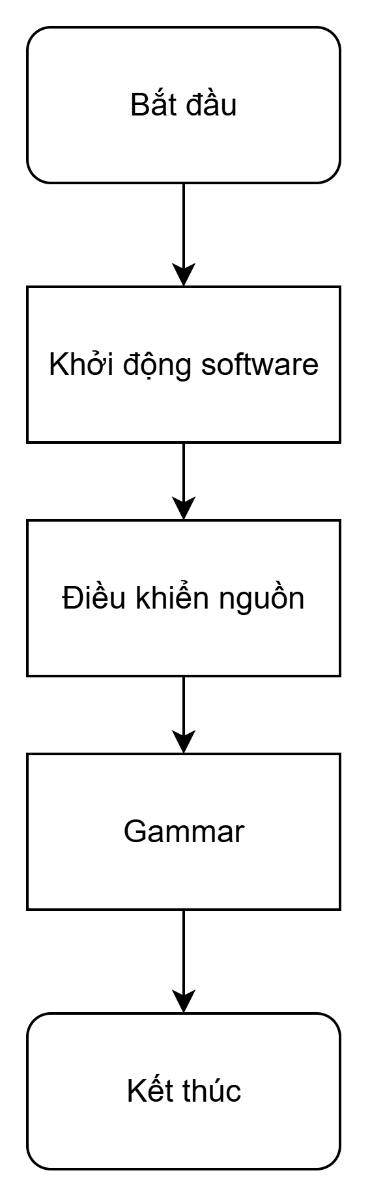 Bắt đầu
Khởi động software
Điều khiển nguồn
Gammar
Kết thúc